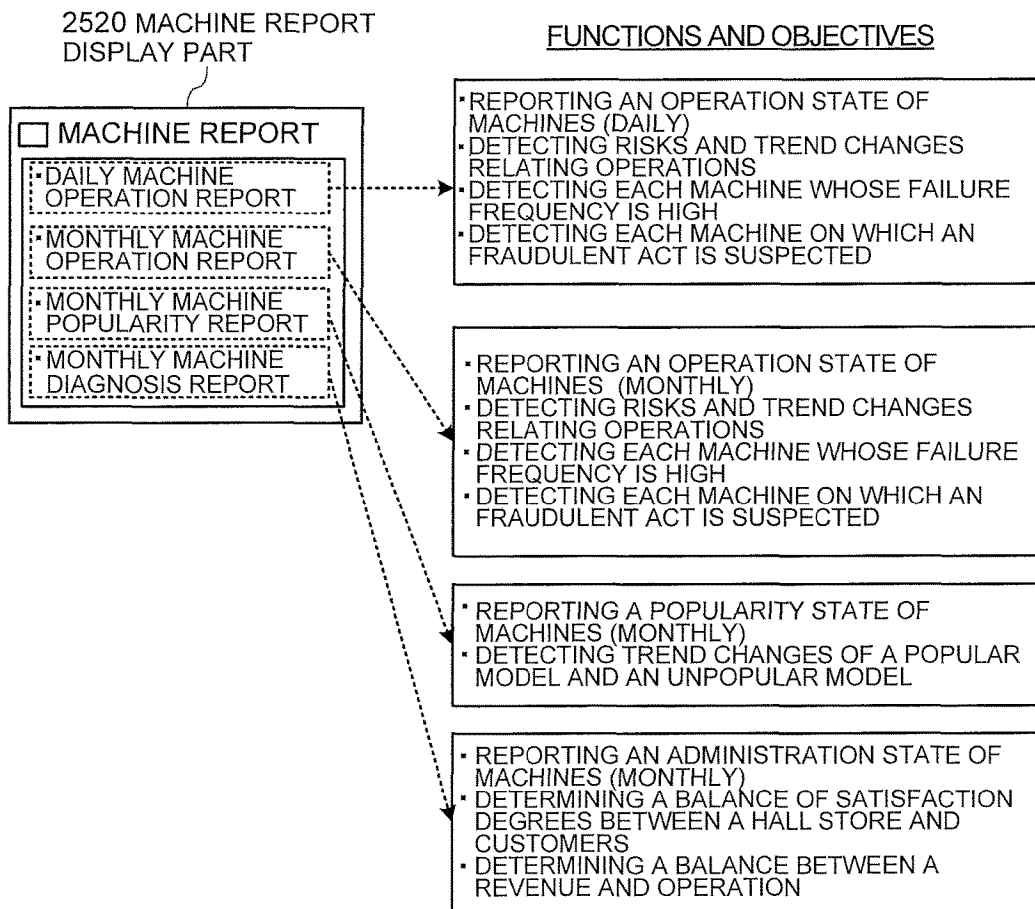 2520 MACHINE REPORT
DISPLAY PART
FUNCTIONS AND OBJECTIVES
MACHINE REPORT
・DAILY MACHINE
OPERATION REPORT
・MONTHLY MACHINE
OPERATION REPORT
・MONTHLY MACHINE
POPULARITY REPORT
・MONTHLY MACHINE
DIAGNOSIS REPORT
・REPORTING AN OPERATION STATE OF
MACHINES (DAILY)
・DETECTING RISKS AND TREND CHANGES
RELATING OPERATIONS
・DETECTING EACH MACHINE WHOSE FAILURE
FREQUENCY IS HIGH
・DETECTING EACH MACHINE ON WHICH AN
FRAUDULENT ACT IS SUSPECTED
・REPORTING AN OPERATION STATE OF
MACHINES (MONTHLY)
・DETECTING RISKS AND TREND CHANGES
RELATING OPERATIONS
・DETECTING EACH MACHINE WHOSE FAILURE
FREQUENCY IS HIGH
・DETECTING EACH MACHINE ON WHICH AN
FRAUDULENT ACT IS SUSPECTED
・REPORTING A POPULARITY STATE OF
MACHINES (MONTHLY)
・DETECTING TREND CHANGES OF A POPULAR
MODEL AND AN UNPOPULAR MODEL
・REPORTING AN ADMINISTRATION STATE OF
MACHINES (MONTHLY)
・DETERMINING A BALANCE OF SATISFACTION
DEGREES BETWEEN A HALL STORE AND
CUSTOMERS
・DETERMINING A BALANCE BETWEEN A
REVENUE AND OPERATION